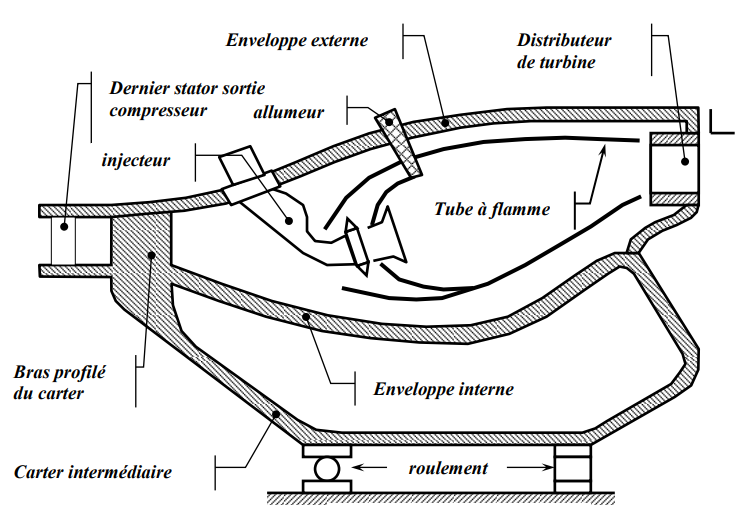 Enveloppe externe
Distributeur
de turbine
Dernier stator sortie
compresseur
allumeur
injecteur
Tube à flamme
Bras profilé
du carter
Enveloppe interne
Carter intermédiaire
roulement